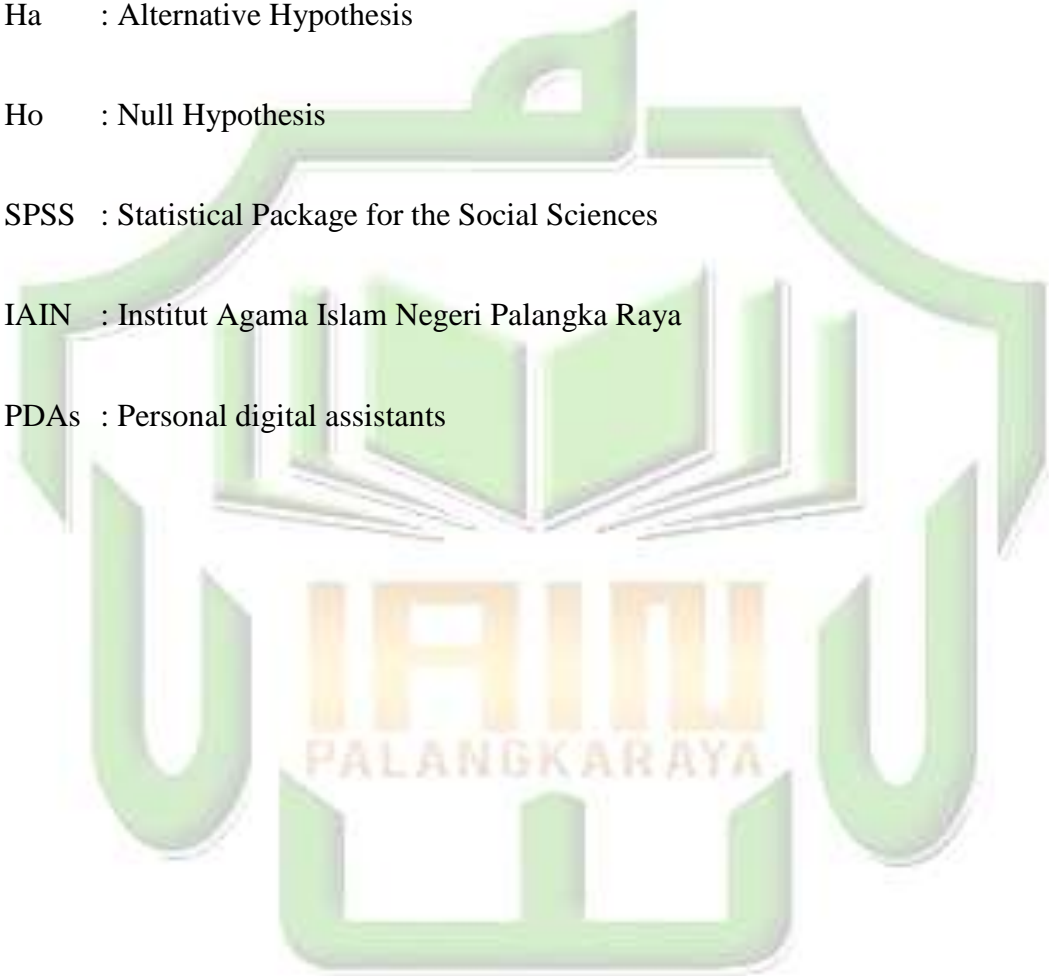 Ha : Alternative Hypothesis
Ho : Null Hypothesis
SPSS : Statistical Package for the Social Sciences
IAIN : Institut Agama Islam Negeri Palangka Raya
PDAs : Personal digital assistants
IAIN
PALANGKARAYA